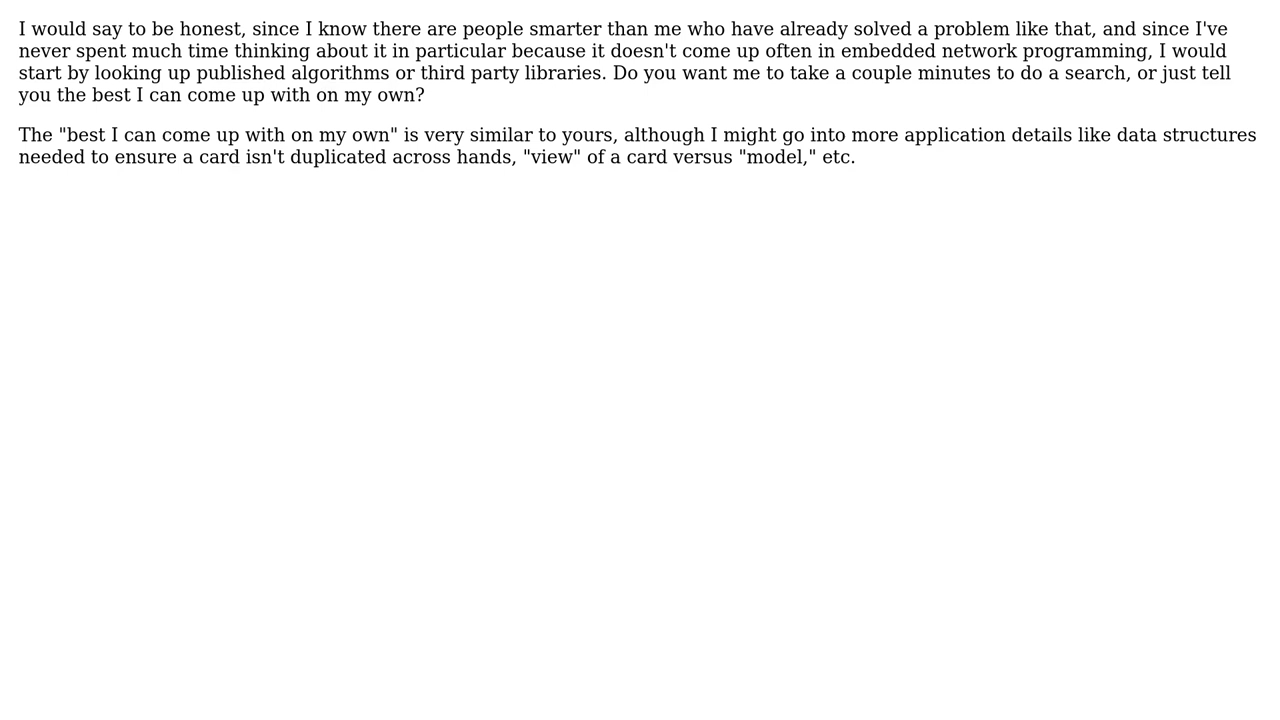 I would say to be honest, since I know there are people smarter than me who have already solved a problem like that, and since I've
never spent much time thinking about it in particular because it doesn't come up often in embedded network programming, I would
start by looking up published algorithms or third party libraries. Do you want me to take a couple minutes to do a search, or just tell
you the best I can come up with on my own?
The "best I can come up with on my own" is very similar to yours, although I might go into more application details like data structures
needed to ensure a card isn't duplicated across hands, "view" of a card versus "model," etc.